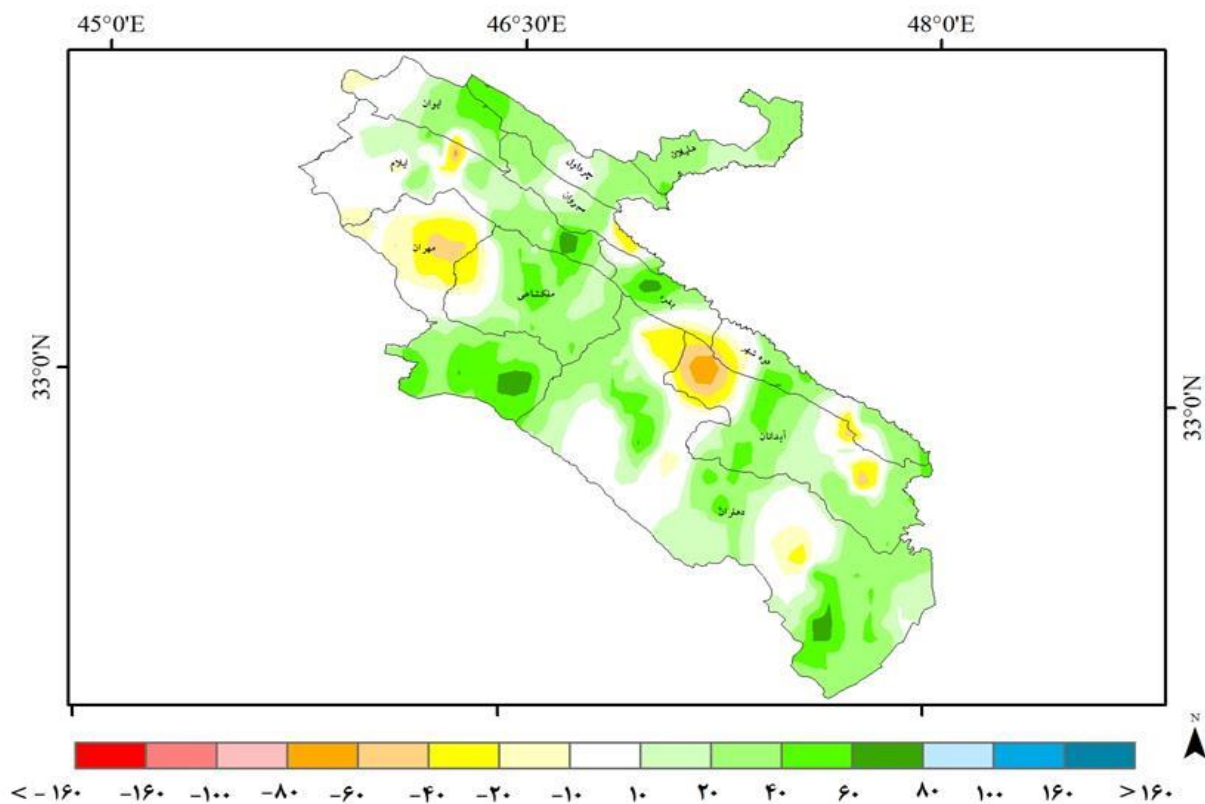 45°0'E 46°30'E 48°0'E
ایوان
هلیلان
ایلام
چرداول
سیروان
مهران
ملکشاهی
بدره
دره شهر
33°0'N
33°0'N
آبدانان
دهلران
N
< -۱۶۰ -۱۶۰ -۱۰۰ -۸۰ -۶۰ -۴۰ -۲۰ -۱۰ ۱۰ ۲۰ ۴۰ ۶۰ ۸۰ ۱۰۰ ۱۶۰ > ۱۶۰